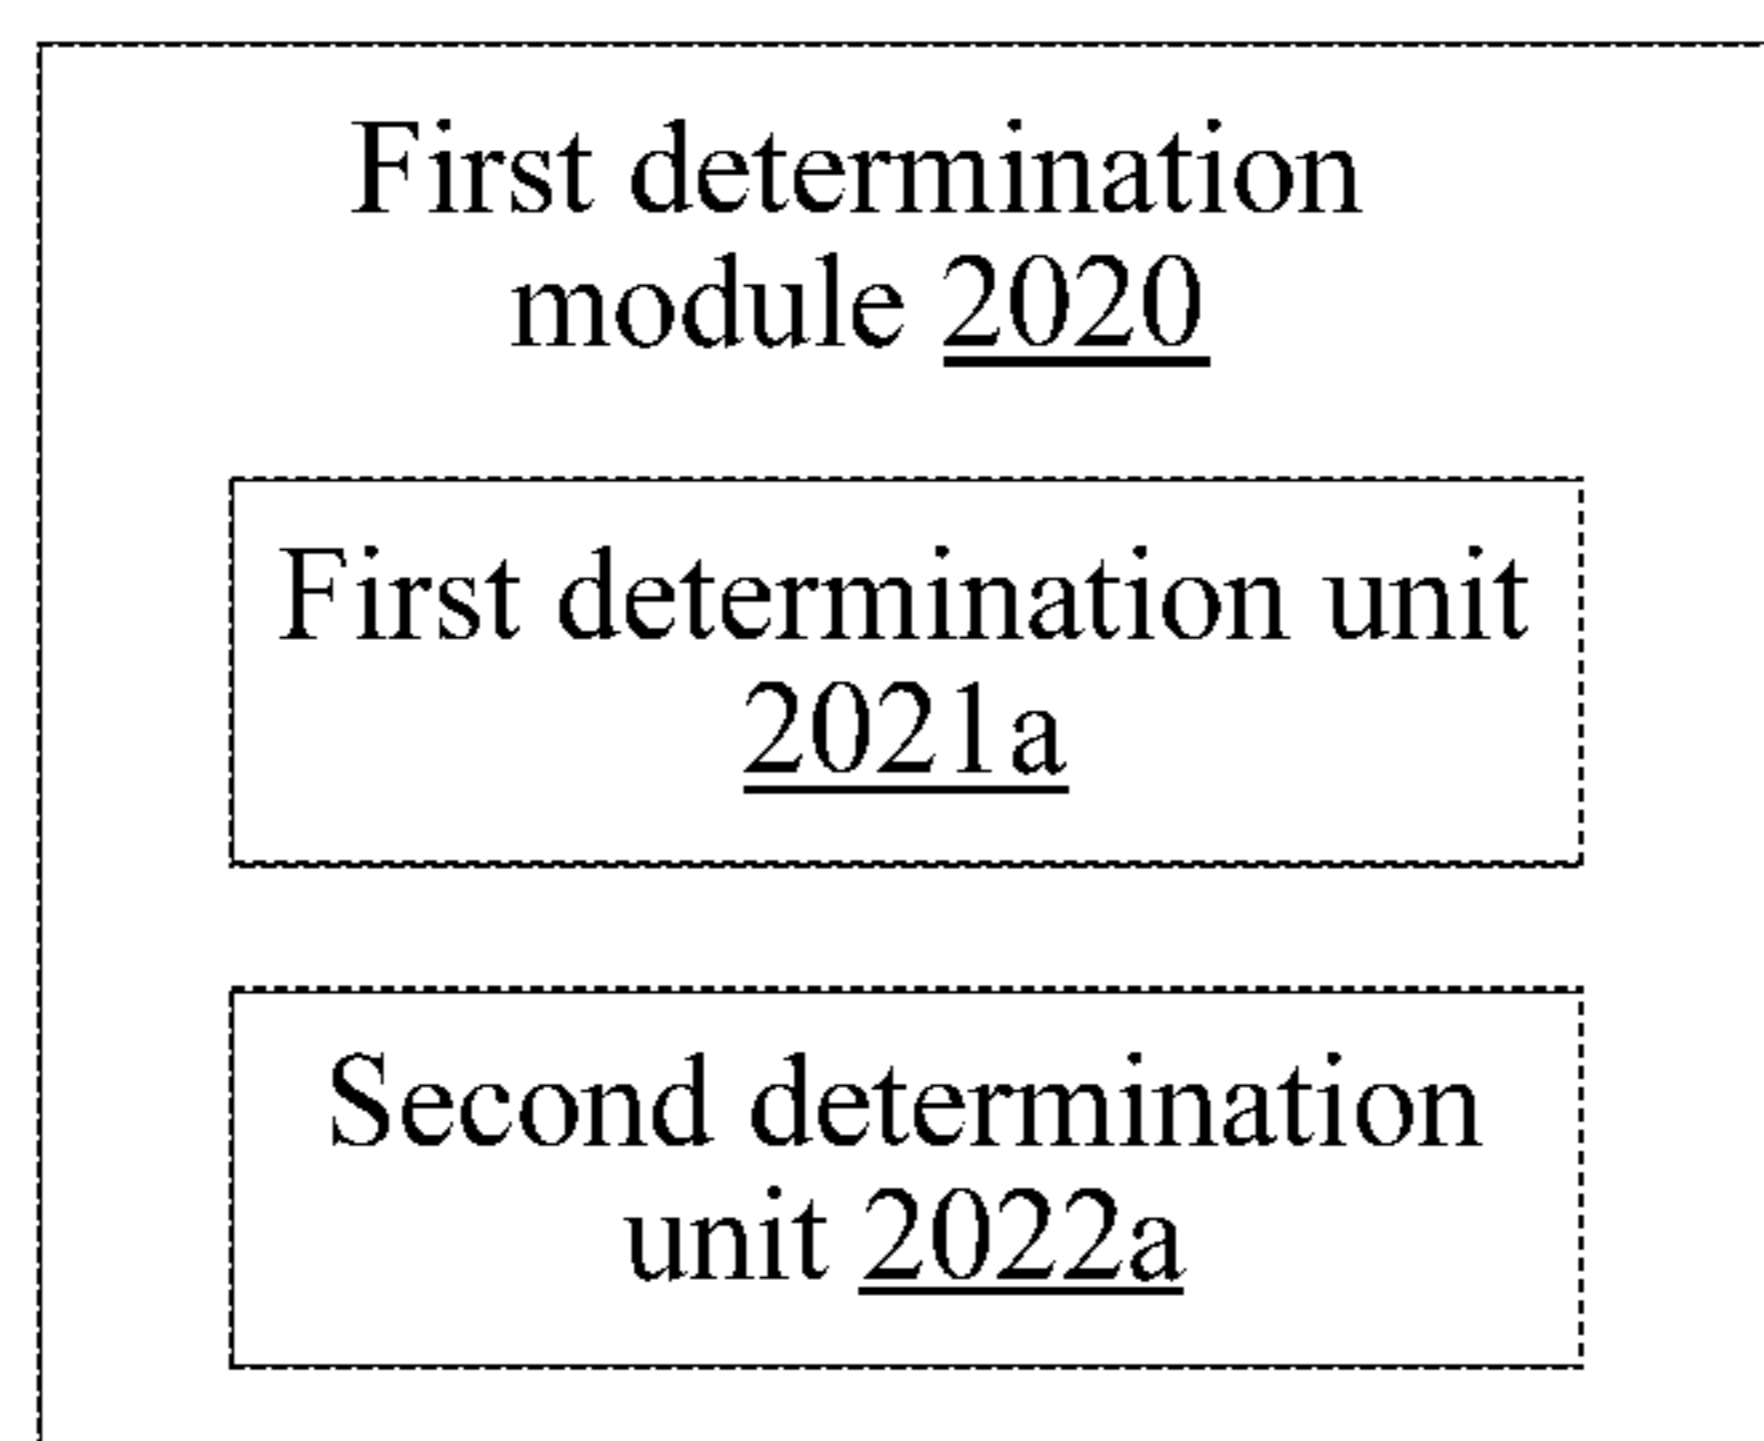 First determination
module 2020
First determination unit
2021a
Second determination
unit 2022a